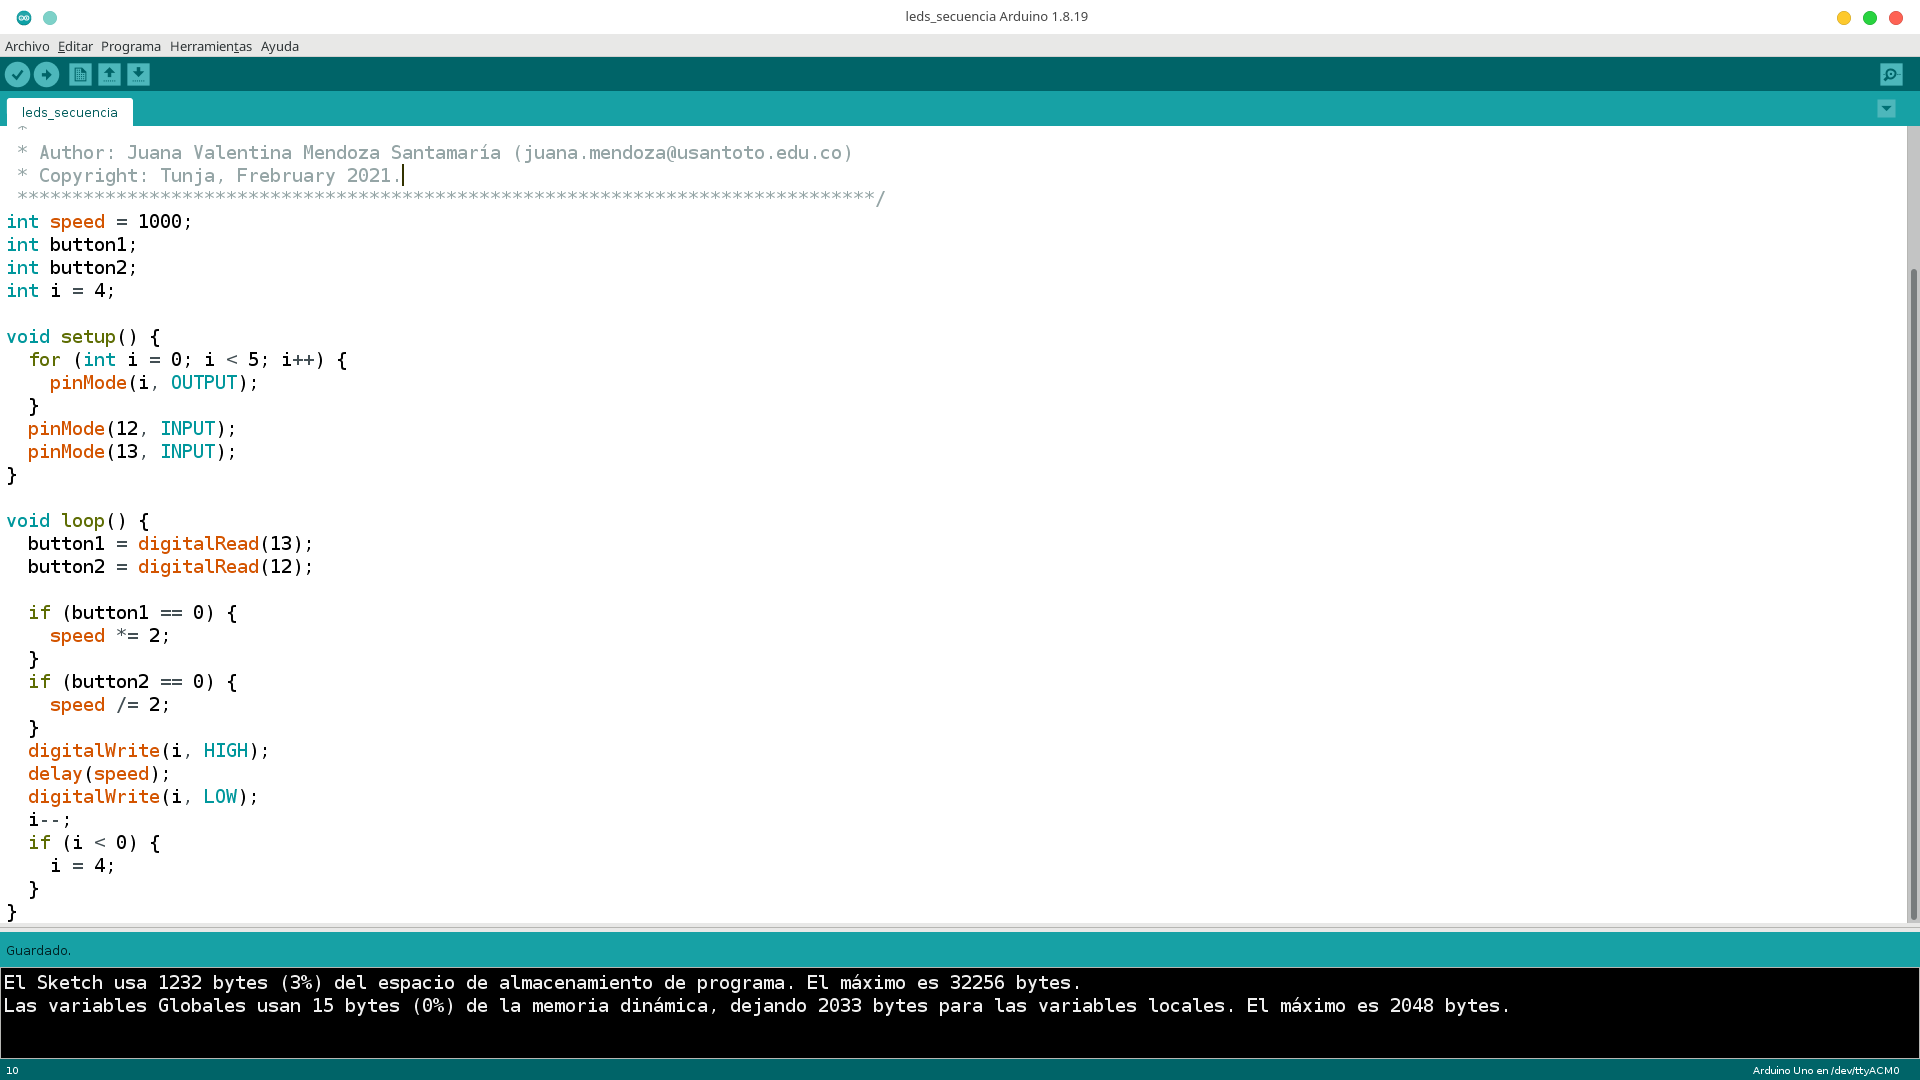 leds_secuencia Arduino 1.8.19
Archivo Editar Programa Herramientas Ayuda
leds_secuencia
*
* Author: Juana Valentina Mendoza Santamaría (juana.mendoza@usantoto.edu.co)
* Copyright: Tunja, Frebruary 2021.
******************************************************************************/
int speed = 1000;
int button1;
int button2;
int i = 4;
void setup() {
for (int i = 0; i < 5; i++) {
pinMode(i, OUTPUT);
}
pinMode(12, INPUT);
pinMode(13, INPUT);
}
void loop() {
button1 = digitalRead(13);
button2 = digitalRead(12);
if (button1 == 0) {
speed *= 2;
}
if (button2 == 0) {
speed /= 2;
}
digitalWrite(i, HIGH);
delay(speed);
digitalWrite(i, LOW);
i--;
if (i < 0) {
i = 4;
}
}
Guardado.
El Sketch usa 1232 bytes (3%) del espacio de almacenamiento de programa. El máximo es 32256 bytes.
Las variables Globales usan 15 bytes (0%) de la memoria dinámica, dejando 2033 bytes para las variables locales. El máximo es 2048 bytes.
10
Arduino Uno en /dev/ttyACM0